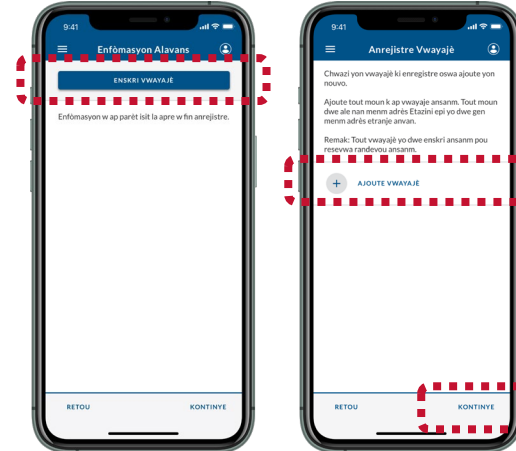 9:41
Enfòmasyon Alavans
ENSKRI VWAYAJÈ
Enfòmasyon w ap parèt isit la apre w fin anrejistre.
RETOU
KONTINYE
9:41
Anrejistre Vwayajè
Chwazi yon vwayajè ki enregistre oswa ajoute yon
nouvo.
Ajoute tout moun k ap vwayaje ansanm. Tout moun
dwe ale nan menm adrès Etazini epi yo dwe gen
menm adrès etranje anvan.
Remak: Tout vwayajè yo dwe enskri ansanm pou
resevwa randevou ansanm.
AJOUTE VWAYAJÈ
RETOU
KONTINYE